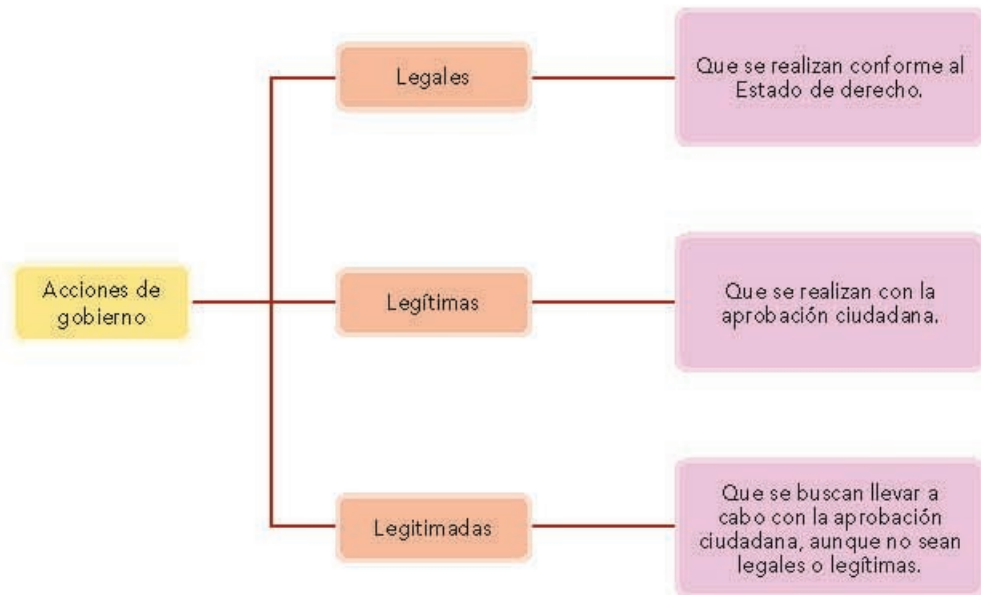 Acciones de
gobierno
Legales
Que se realizan conforme al
Estado de derecho.
Legítimas
Que se realizan con la
aprobación ciudadana.
Legitimadas
Que se buscan llevar a
cabo con la aprobación
ciudadana, aunque no sean
legales o legítimas.